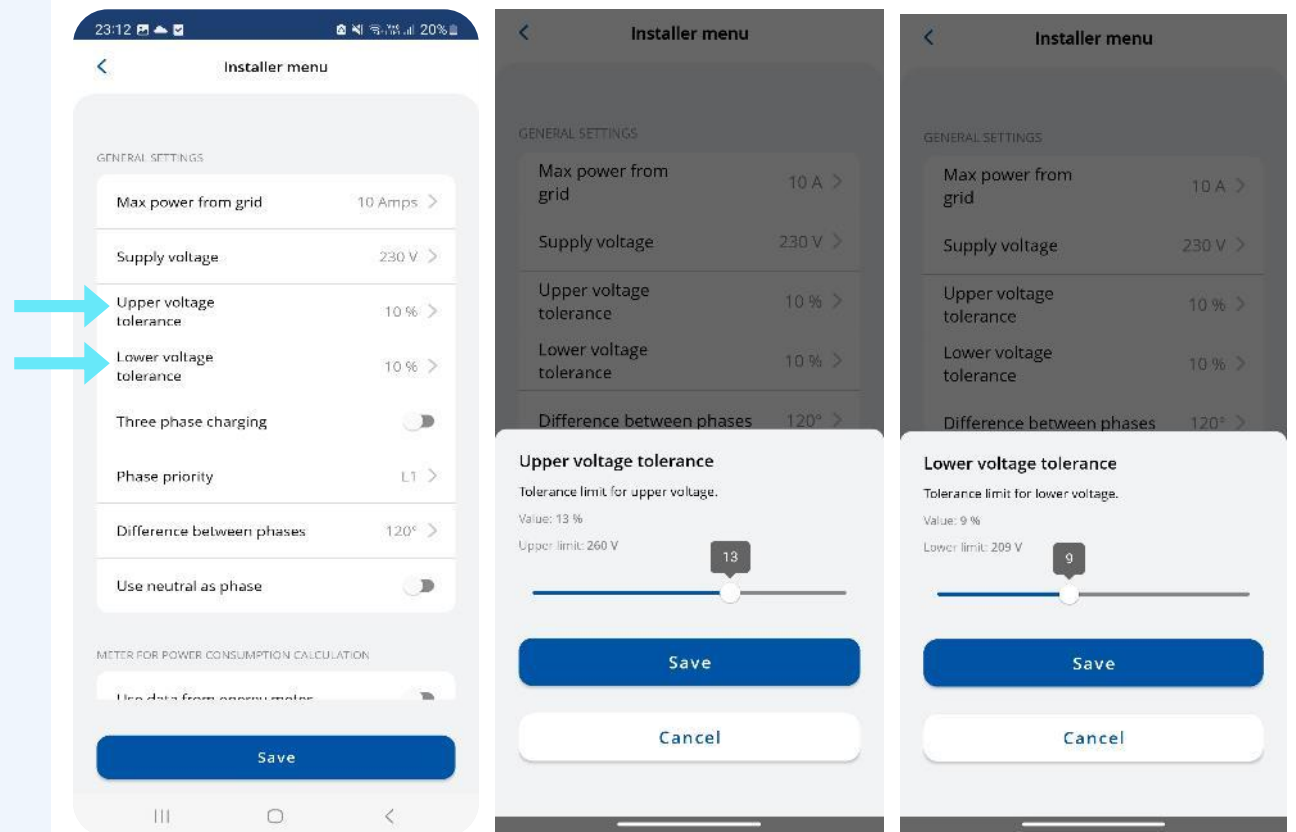 23:12
20%
Installer menu
GENERAL SETTINGS
Max power from grid
10 Amps
Supply voltage
230 V
Upper voltage
tolerance
10 %
Lower voltage
tolerance
10 %
Three phase charging
Phase priority
L1
Difference between phases
120°
Use neutral as phase
METER FOR POWER CONSUMPTION CALCULATION
Use data from energy meter
Save
Installer menu
GENERAL SETTINGS
Max power from
grid
10 A
Supply voltage
230 V
Upper voltage
tolerance
10 %
Lower voltage
tolerance
10 %
Difference between phases
120°
Upper voltage tolerance
Tolerance limit for upper voltage.
Value: 13 %
Upper limit: 260 V
13
Save
Cancel
Installer menu
GENERAL SETTINGS
Max power from
grid
10 A
Supply voltage
230 V
Upper voltage
tolerance
10 %
Lower voltage
tolerance
10 %
Difference between phases
120°
Lower voltage tolerance
Tolerance limit for lower voltage.
Value: 9 %
Lower limit: 209 V
9
Save
Cancel